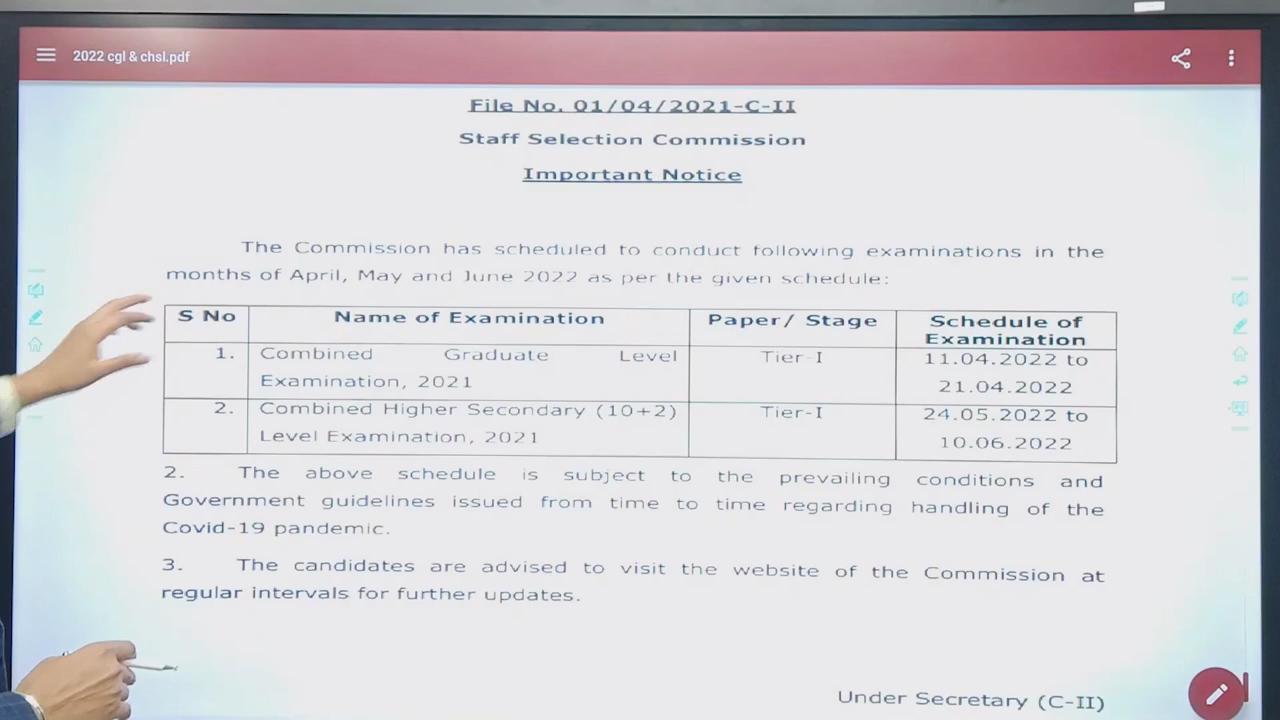 2022 cgl & chsl.pdf
File No. 01/04/2021-C-II
Staff Selection Commission
Important Notice
The Commission has scheduled to conduct following examinations in the
months of April, May and June 2022 as per the given schedule:
S No Name of Examination Paper/ Stage Schedule of
Examination
1. Combined Graduate Level Tier-I 11.04.2022 to
Examination, 2021 21.04.2022
2. Combined Higher Secondary (10+2) Tier-I 24.05.2022 to
Level Examination, 2021 10.06.2022
2. The above schedule is subject to the prevailing conditions and
Government guidelines issued from time to time regarding handling of the
Covid-19 pandemic.
3. The candidates are advised to visit the website of the Commission at
regular intervals for further updates.
Under Secretary (C-II)